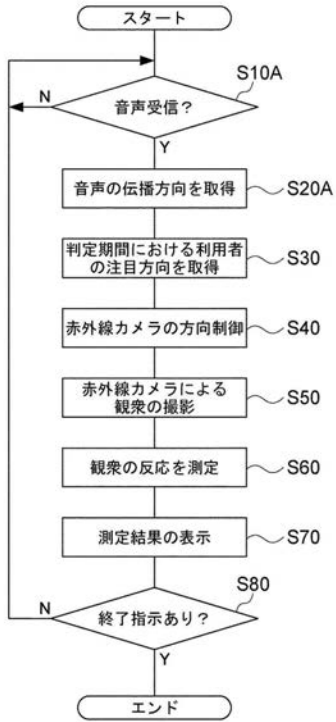 スタート
S10A
N
音声受信？
Y
音声の伝播方向を取得
S20A
判定期間における利用者
の注目方向を取得
S30
赤外線カメラの方向制御
S40
赤外線カメラによる
観衆の撮影
S50
観衆の反応を測定
S60
測定結果の表示
S70
S80
N
終了指示あり？
Y
エンド